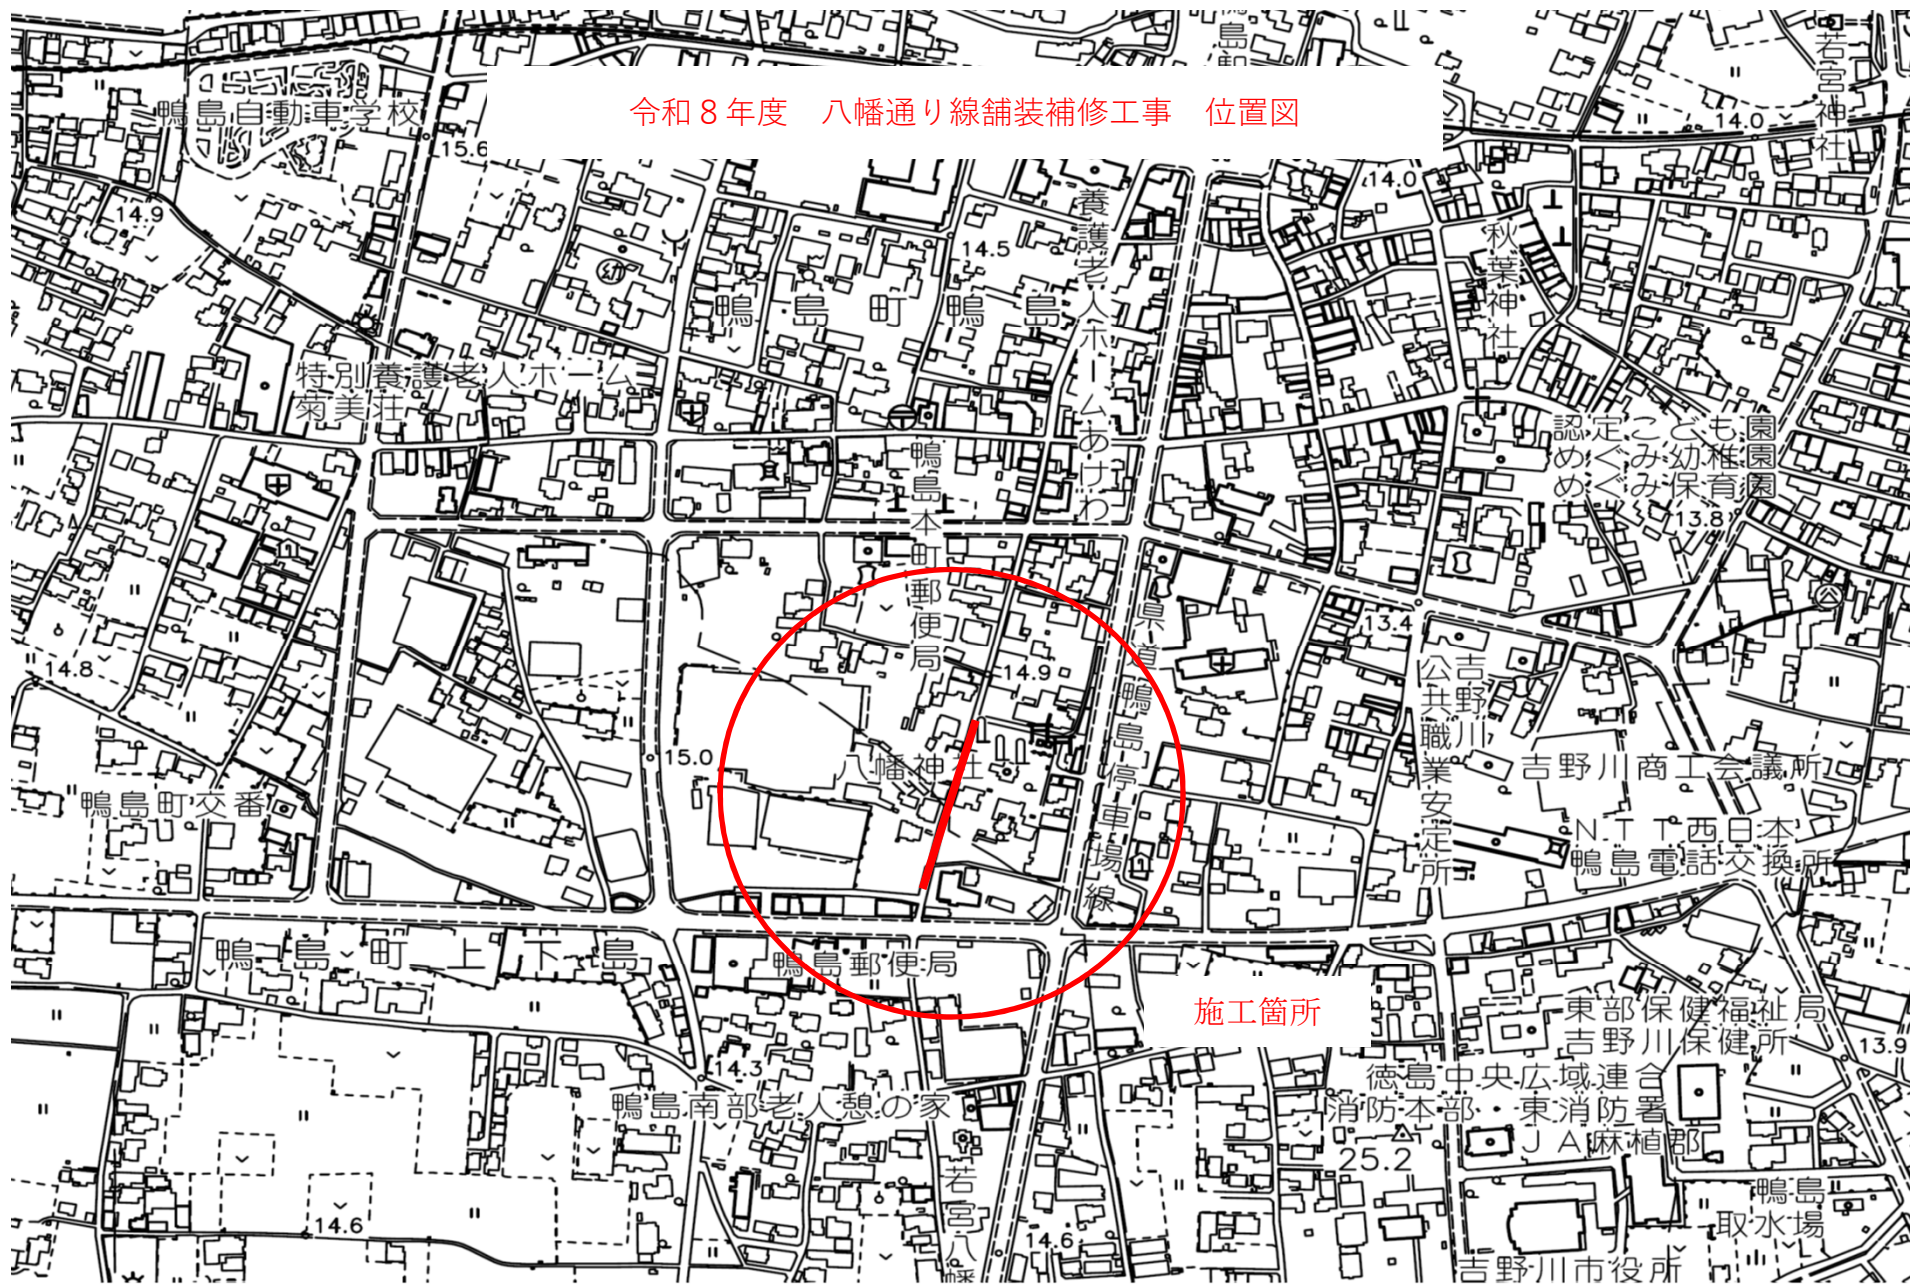 令和8年度　八幡通り線舗装補修工事　位置図
鴨島自動車学校
15.6
14.0
14.0
若宮神社
14.9
養護老人ホームあけわ
14.5
秋葉神社
鴨島町鴨島
特別養護老人ホーム
菊美荘
認定こども園
めぐみ幼稚園
めぐみ保育園
13.8
鴨島本町郵便局
県道鴨島停車場線
13.4
14.8
14.9
吉野川
公共職業安定所
15.0
八幡神社
吉野川商工会議所
鴨島町交番
NTT西日本
鴨島電話交換所
鴨島町上下島
鴨島郵便局
施工箇所
東部保健福祉局
吉野川保健所
13.9
14.3
徳島中央広域連合
消防本部・東消防署
鴨島南部老人憩の家
JA麻植郡
25.2
若宮八幡
鴨島
取水場
14.6
14.6
吉野川市役所